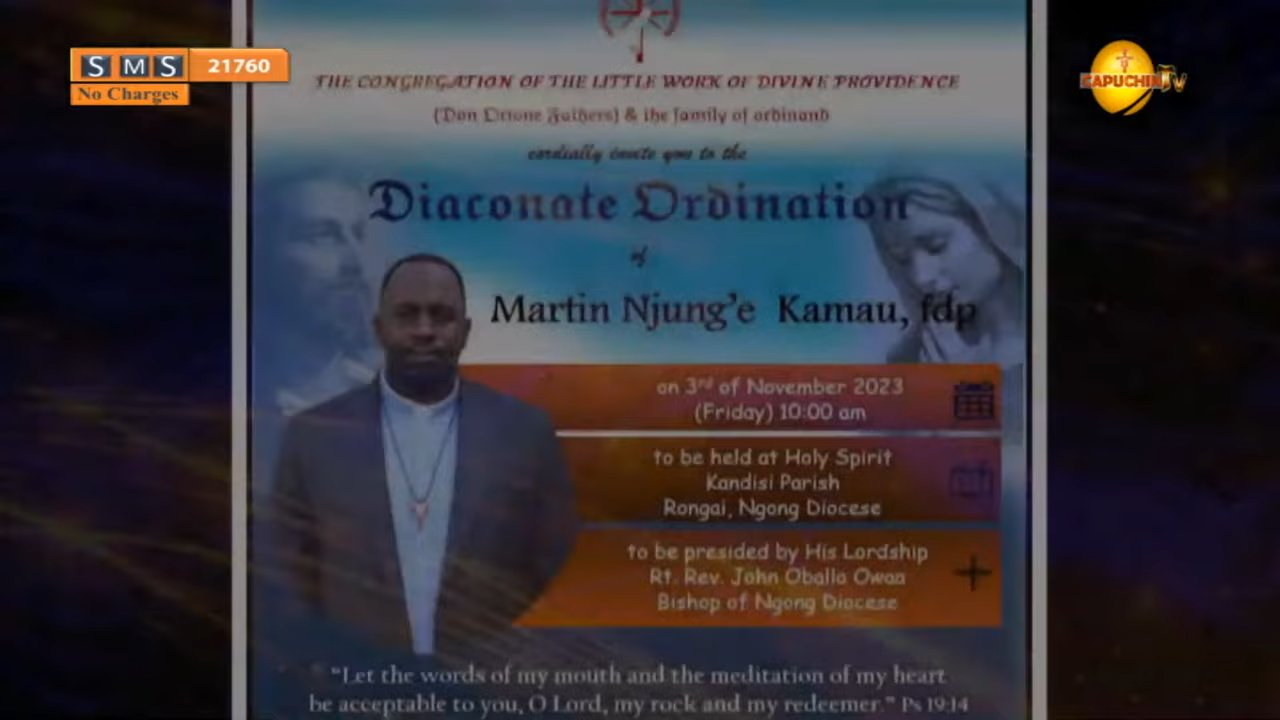 SMS 21760
No Charges
CAPUCHIN TV
THE CONGREGATION OF THE LITTLE WORK OF DIVINE PROVIDENCE
(Don Orione Fathers) & the family of ordinand
cordially invite you to the
Diaconate Ordination
of
Martin Njung'e Kamau, fdp
on 3rd of November 2023
(Friday) 10:00 am
to be held at Holy Spirit
Kandisi Parish
Rongai, Ngong Diocese
to be presided by His Lordship
Rt. Rev. John Oballa Owaa
Bishop of Ngong Diocese
"Let the words of my mouth and the meditation of my heart
be acceptable to you, O Lord, my rock and my redeemer." Ps 19:14